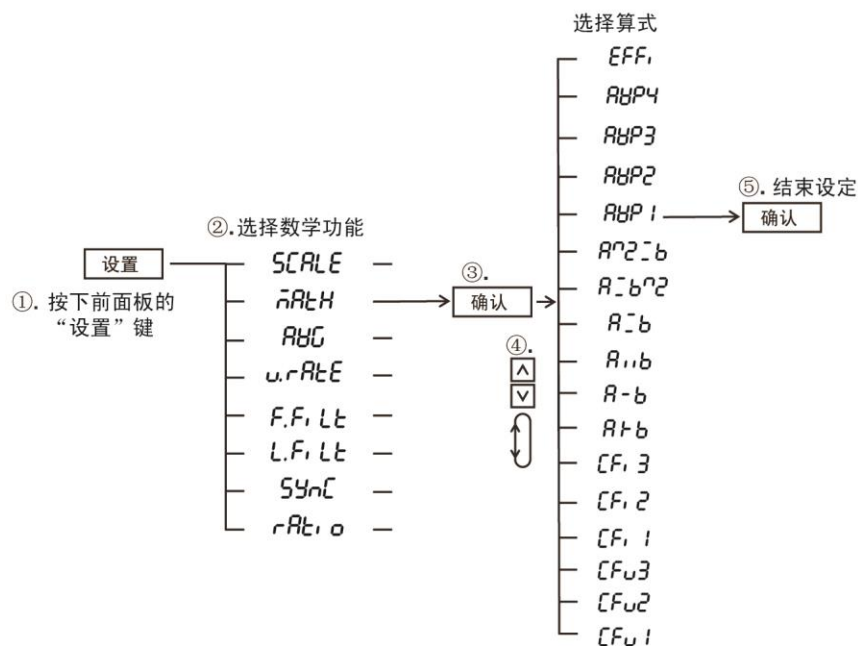 选择算式
EFFi
AVP4
AVP3
AVP2
AVP1
A^2-b
A-b^2
A-b
A,,b
A-b
A+b
CFi3
CFi2
CFi1
CFu3
CFu2
CFu1
⑤. 结束设定
确认
②.选择数学功能
SCALE
mAtH
AVG
u.rAtE
F.FiLt
L.FiLt
SYnC
rAtio
设置
①. 按下前面板的
“设置”键
③.
确认
④.